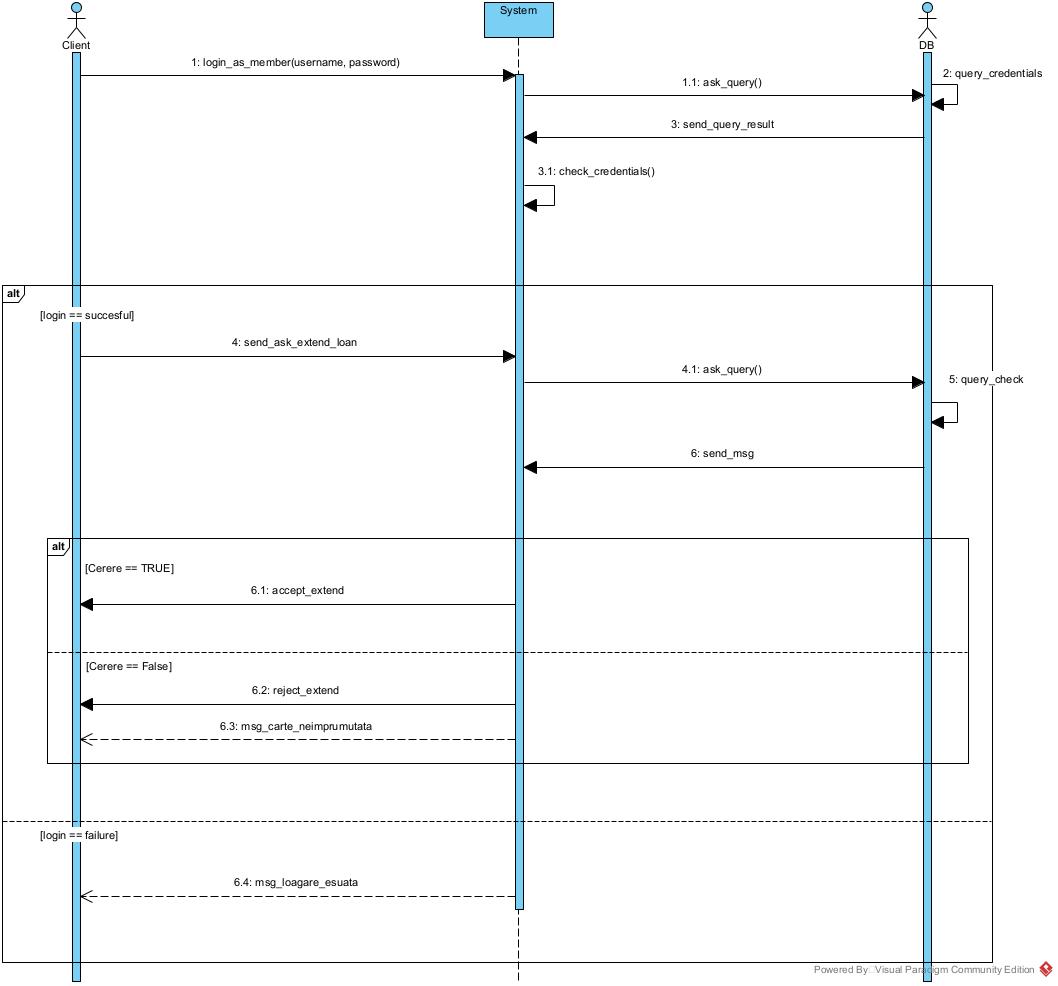 System
Client
DB
1: login_as_member(username, password)
2: query_credentials
1.1: ask_query()
3: send_query_result
3.1: check_credentials()
alt
[login == succesful]
4: send_ask_extend_loan
4.1: ask_query()
5: query_check
6: send_msg
alt
[Cerere == TRUE]
6.1: accept_extend
[Cerere == False]
6.2: reject_extend
6.3: msg_carte_neimprumutata
[login == failure]
6.4: msg_loagare_esuata
Powered By Visual Paradigm Community Edition